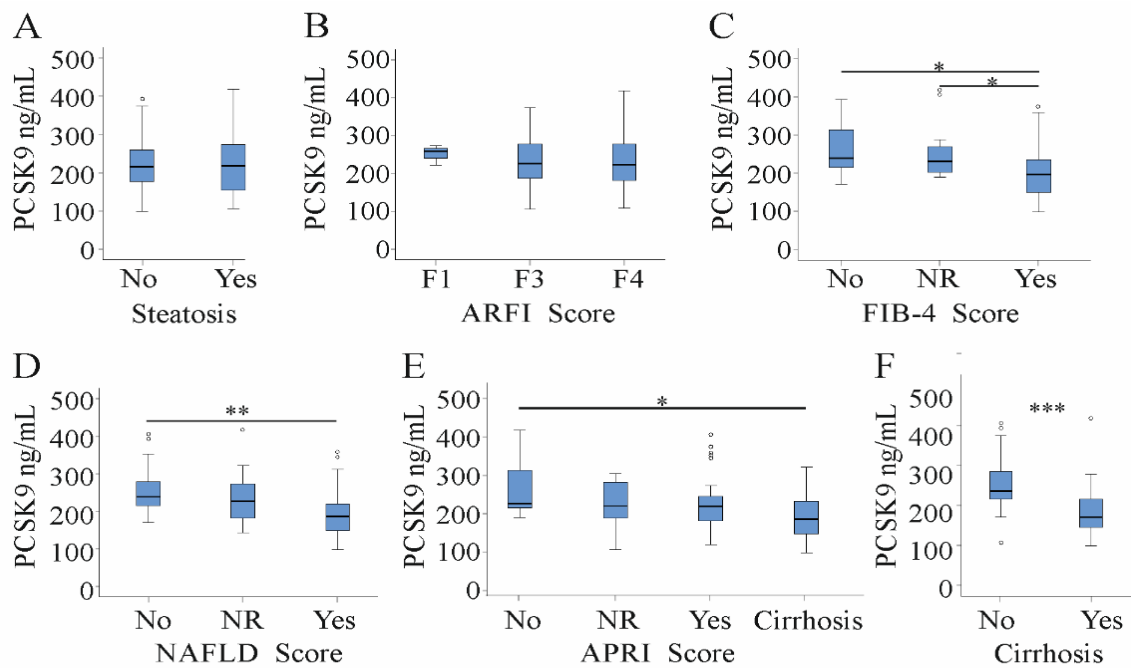 A
PCSK9 ng/mL
500
400
300
200
100
0
No Yes
Steatosis
B
PCSK9 ng/mL
500
400
300
200
100
0
F1 F3 F4
ARFI Score
C
PCSK9 ng/mL
500
400
300
200
100
0
*
*
No NR Yes
FIB-4 Score
D
PCSK9 ng/mL
500
400
300
200
100
0
**
No NR Yes
NAFLD Score
E
PCSK9 ng/mL
500
400
300
200
100
0
*
No NR Yes Cirrhosis
APRI Score
F
PCSK9 ng/mL
500
400
300
200
100
0
***
No Yes
Cirrhosis